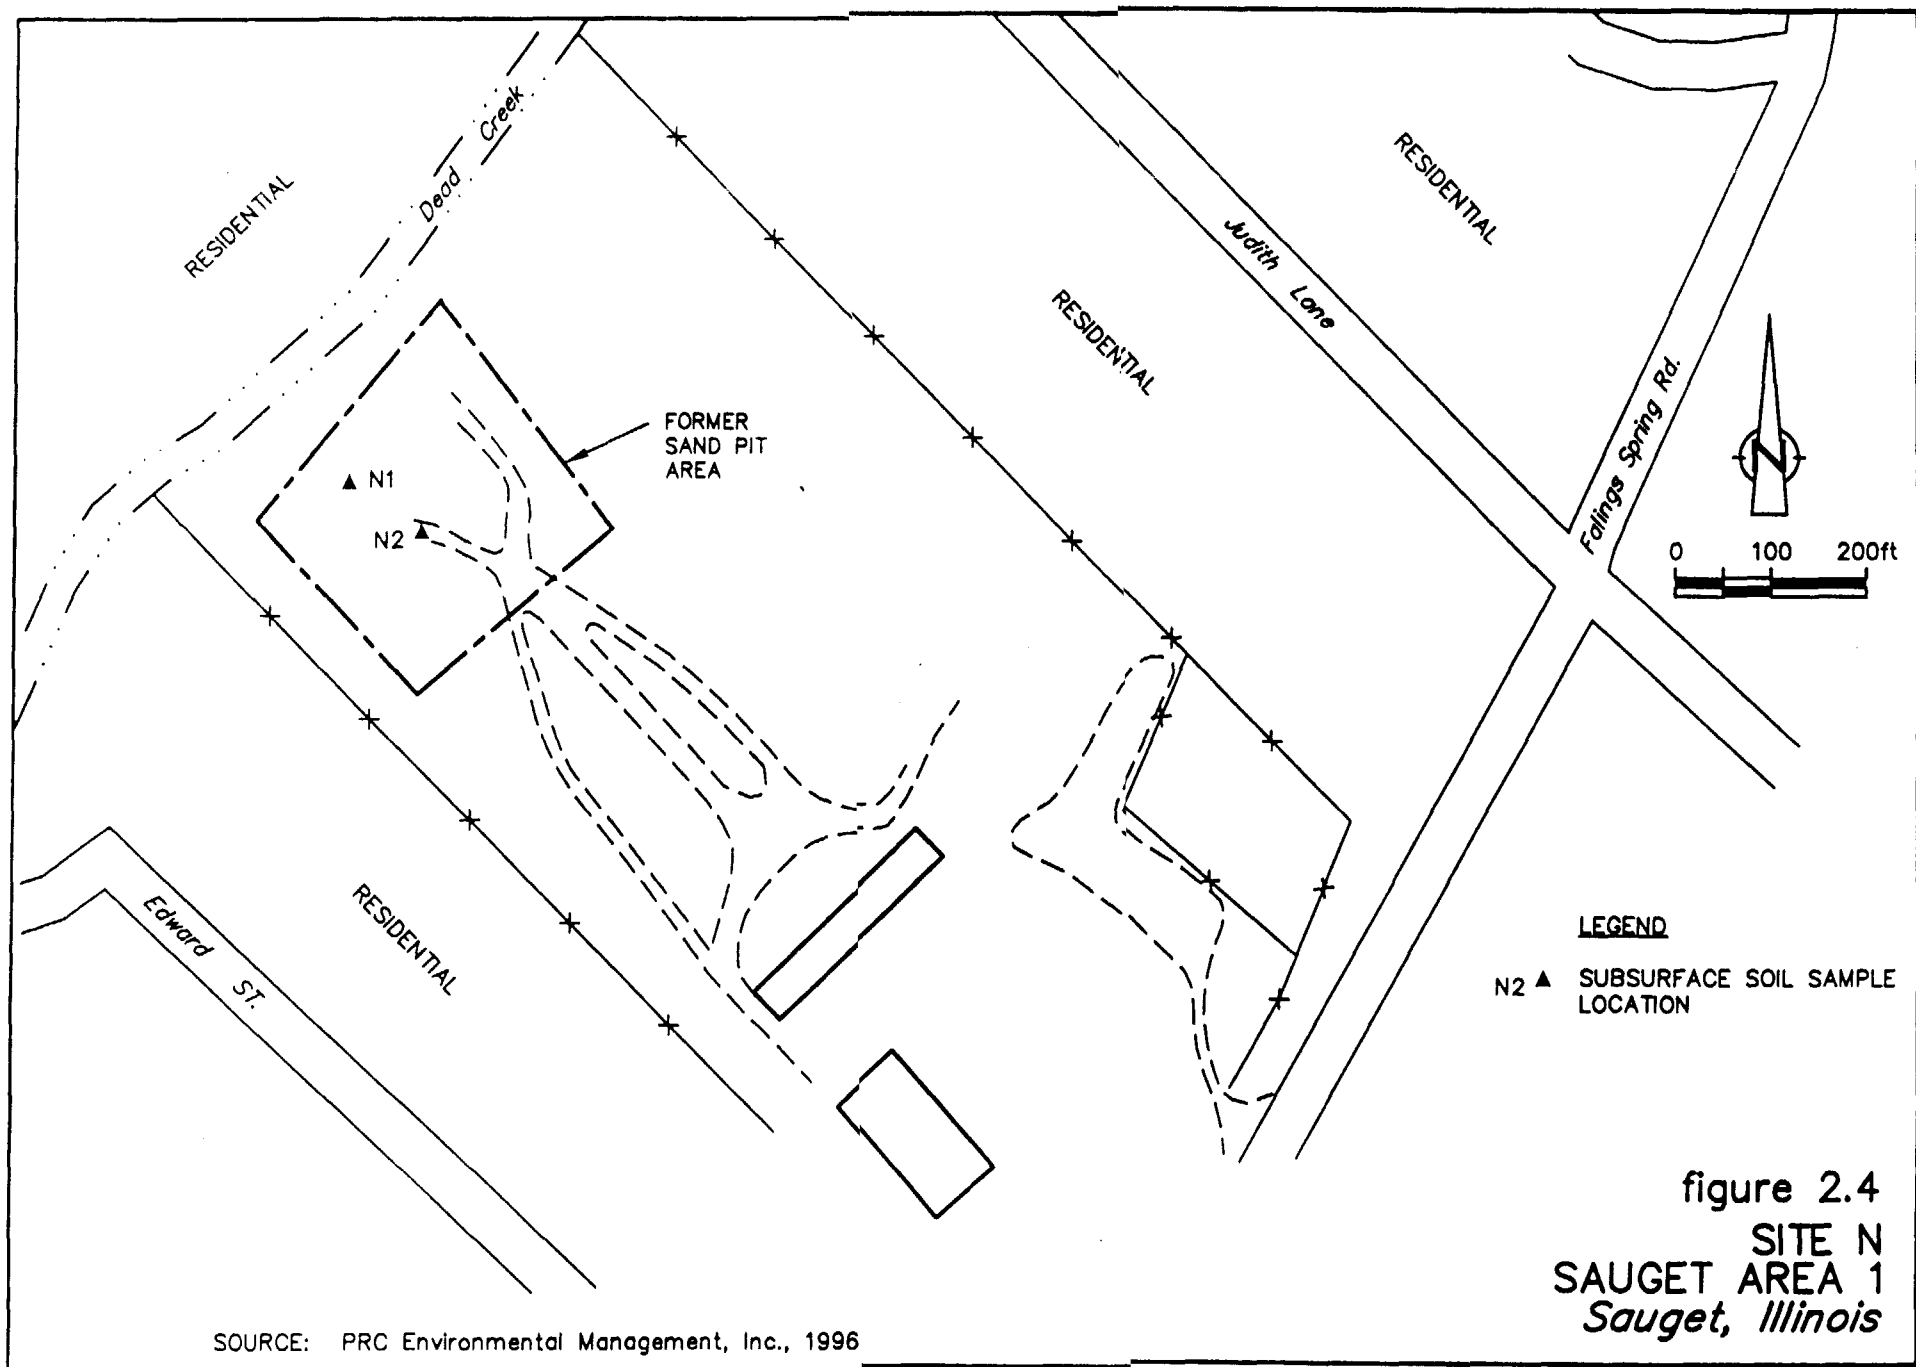 RESIDENTIAL
Dead Creek
RESIDENTIAL
Judith Lane
RESIDENTIAL
Falings Spring Rd.
FORMER
SAND PIT
AREA
N1
N2
N
0 100 200ft
Edward ST.
RESIDENTIAL
LEGEND
N2 SUBSURFACE SOIL SAMPLE
LOCATION
figure 2.4
SITE N
SAUGET AREA 1
Sauget, Illinois
SOURCE: PRC Environmental Management, Inc., 1996